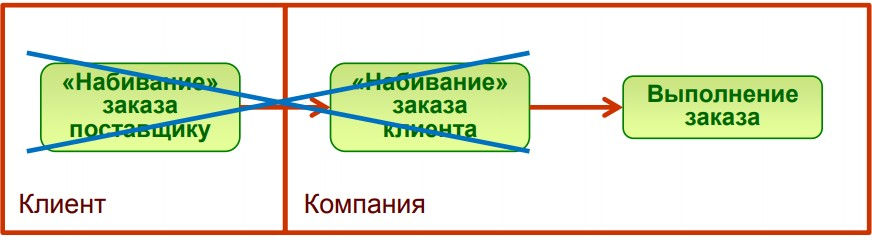 «Набивание»
заказа
поставщику
«Набивание»
заказа
клиента
Выполнение
заказа
Клиент
Компания